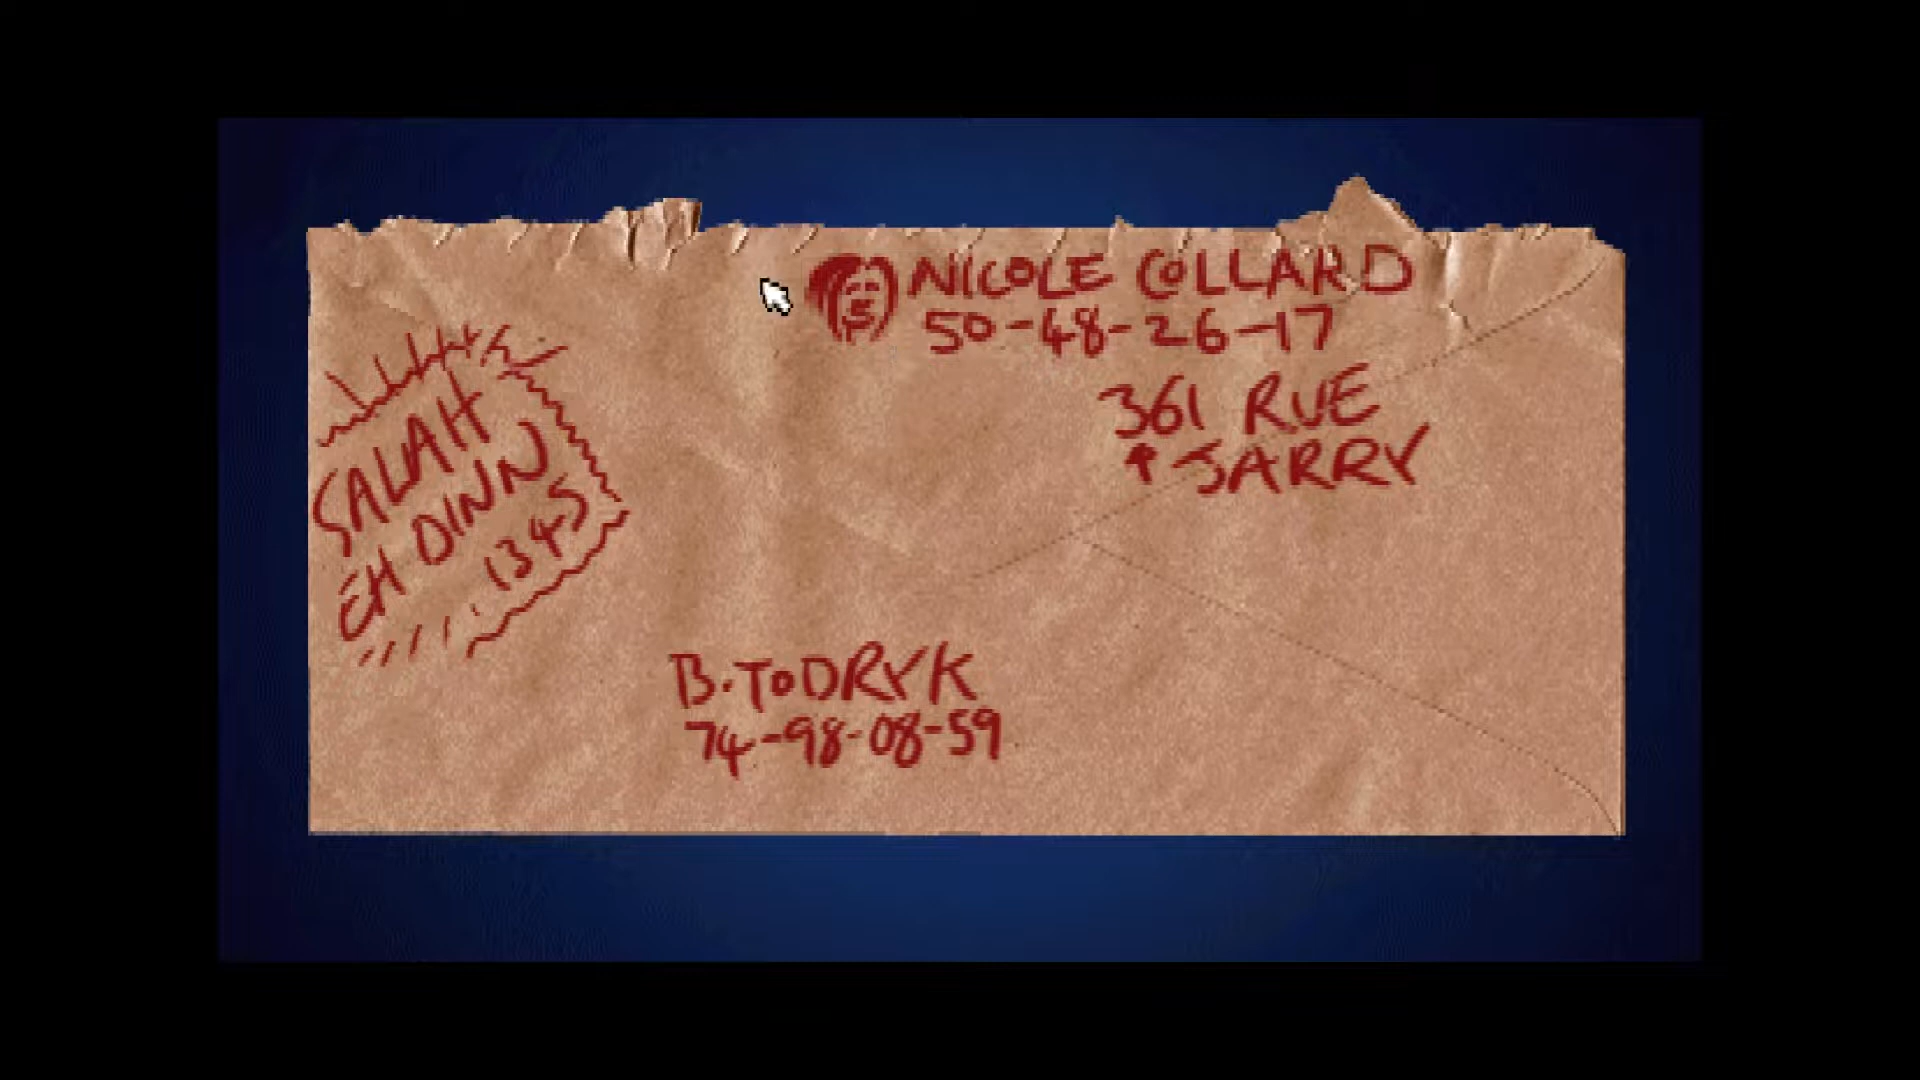 NICOLE COLLARD
50-48-26-17
361 RUE
JARRY
SALAH
EH DINN
1345
B. TODRYK
74-98-08-59